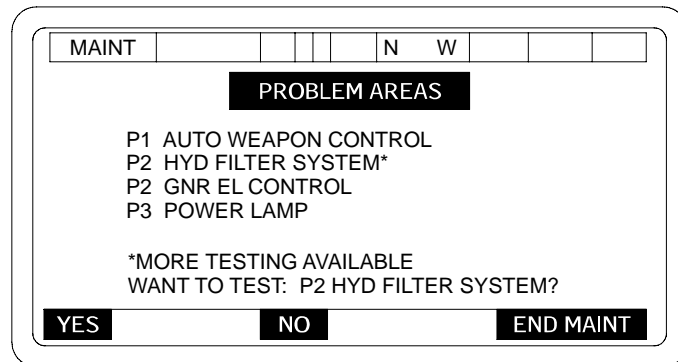 MAINT N W
PROBLEM AREAS
P1 AUTO WEAPON CONTROL
P2 HYD FILTER SYSTEM*
P2 GNR EL CONTROL
P3 POWER LAMP
*MORE TESTING AVAILABLE
WANT TO TEST: P2 HYD FILTER SYSTEM?
YES NO END MAINT